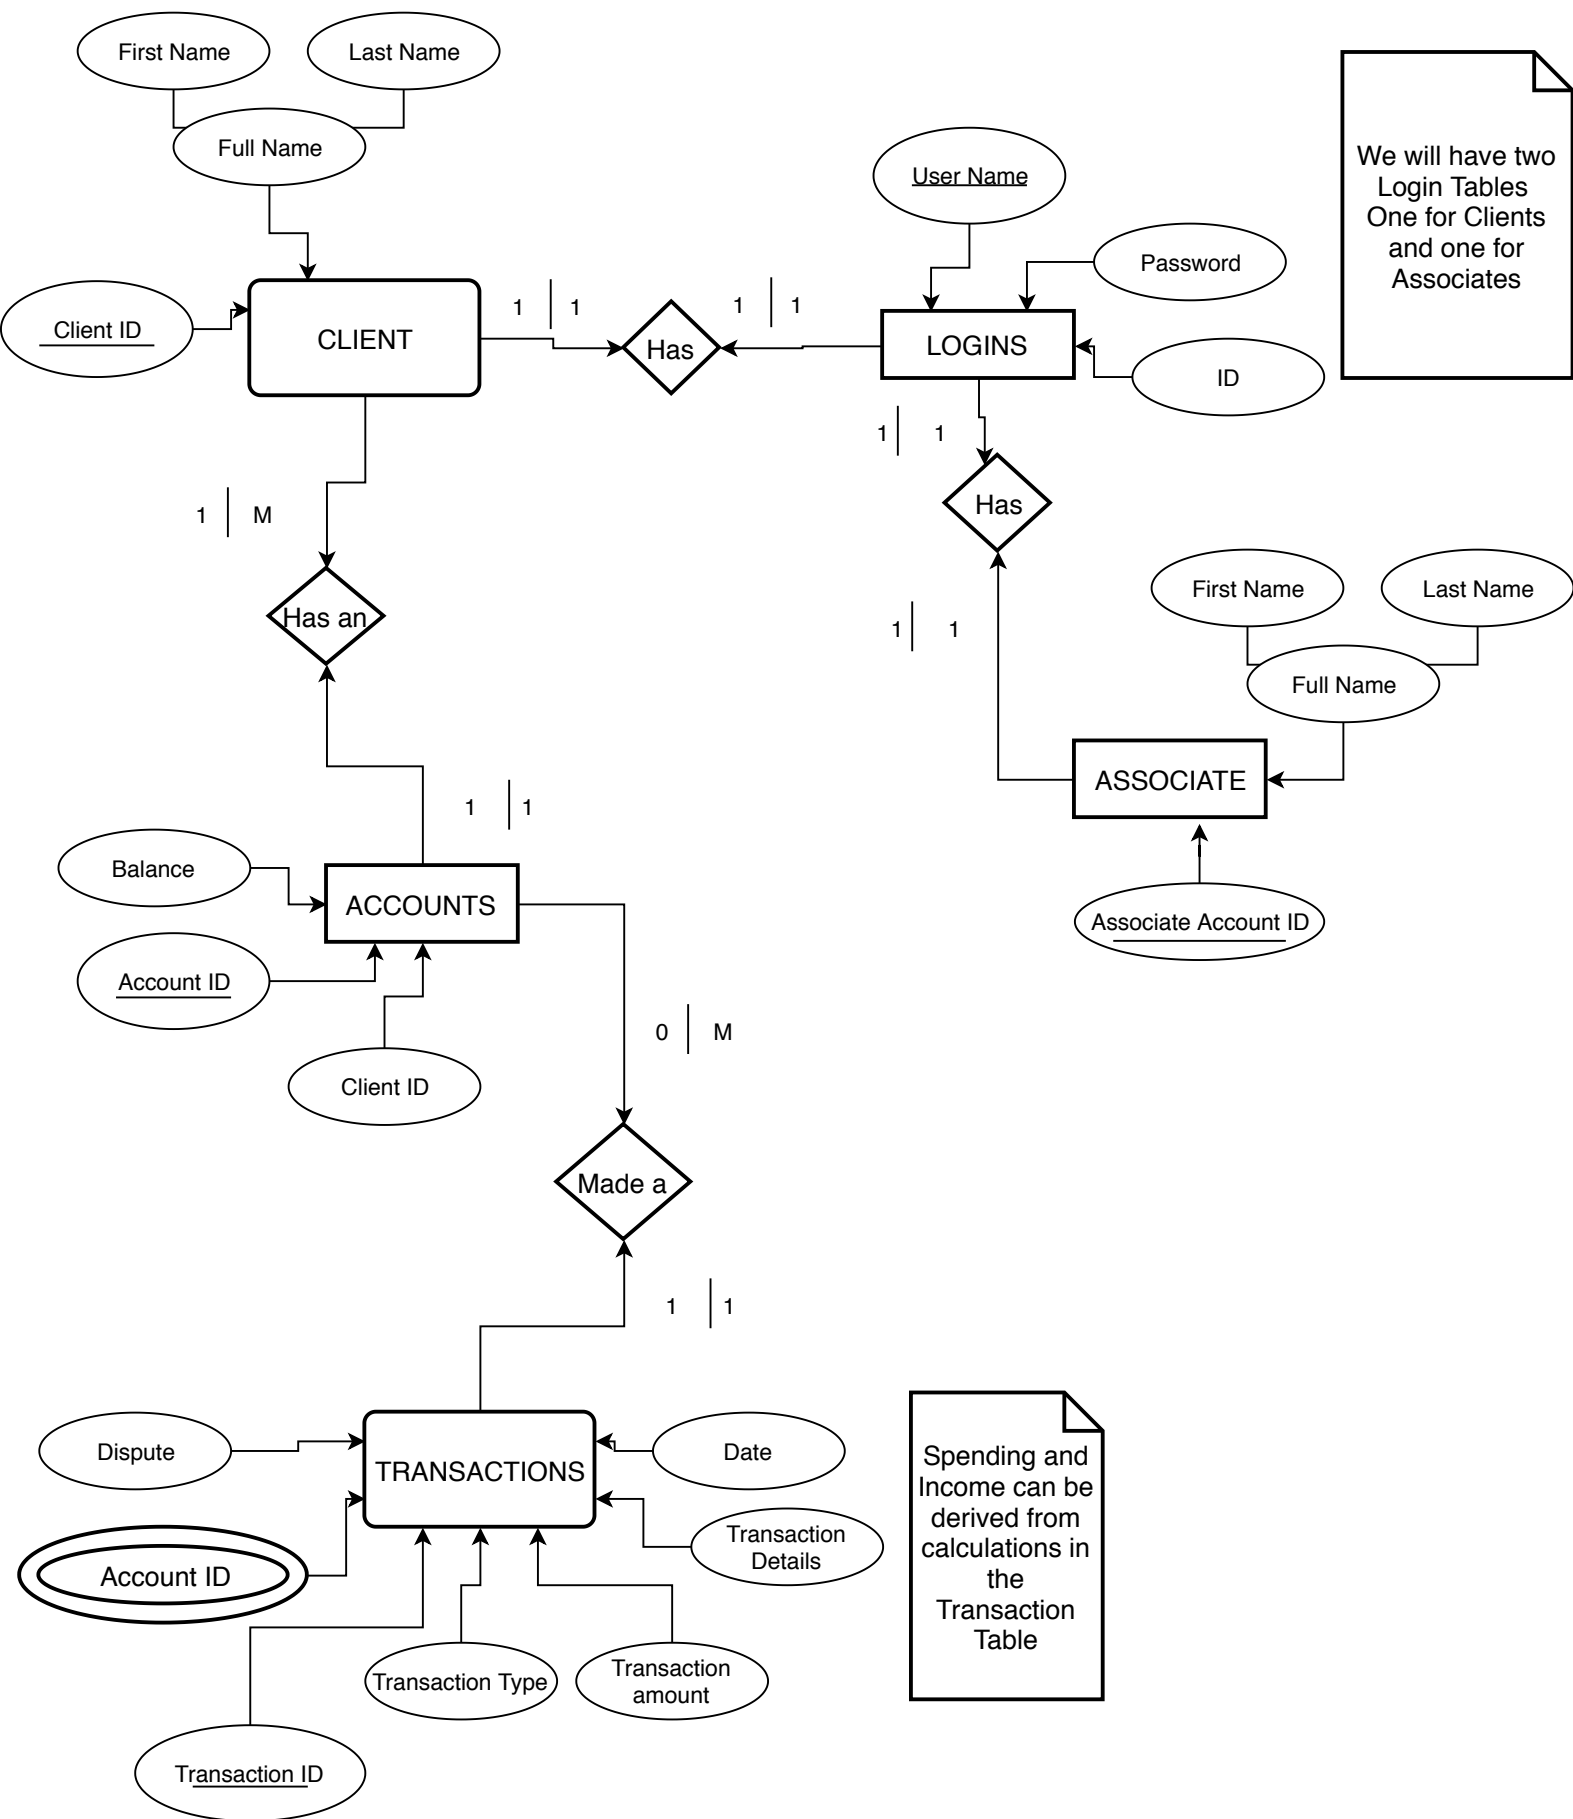 First Name
Last Name
Full Name
User Name
We will have two
Login Tables
One for Clients
and one for
Associates
Password
Client ID
CLIENT
1 | 1
Has
1 | 1
LOGINS
ID
1 | 1
Has
1 | M
Has an
1 | 1
First Name
Last Name
Full Name
ASSOCIATE
Associate Account ID
1 | 1
Balance
ACCOUNTS
Account ID
Client ID
0 | M
Made a
1 | 1
Dispute
TRANSACTIONS
Date
Account ID
Transaction
Details
Transaction Type
Transaction
amount
Transaction ID
Spending and
Income can be
derived from
calculations in
the
Transaction
Table